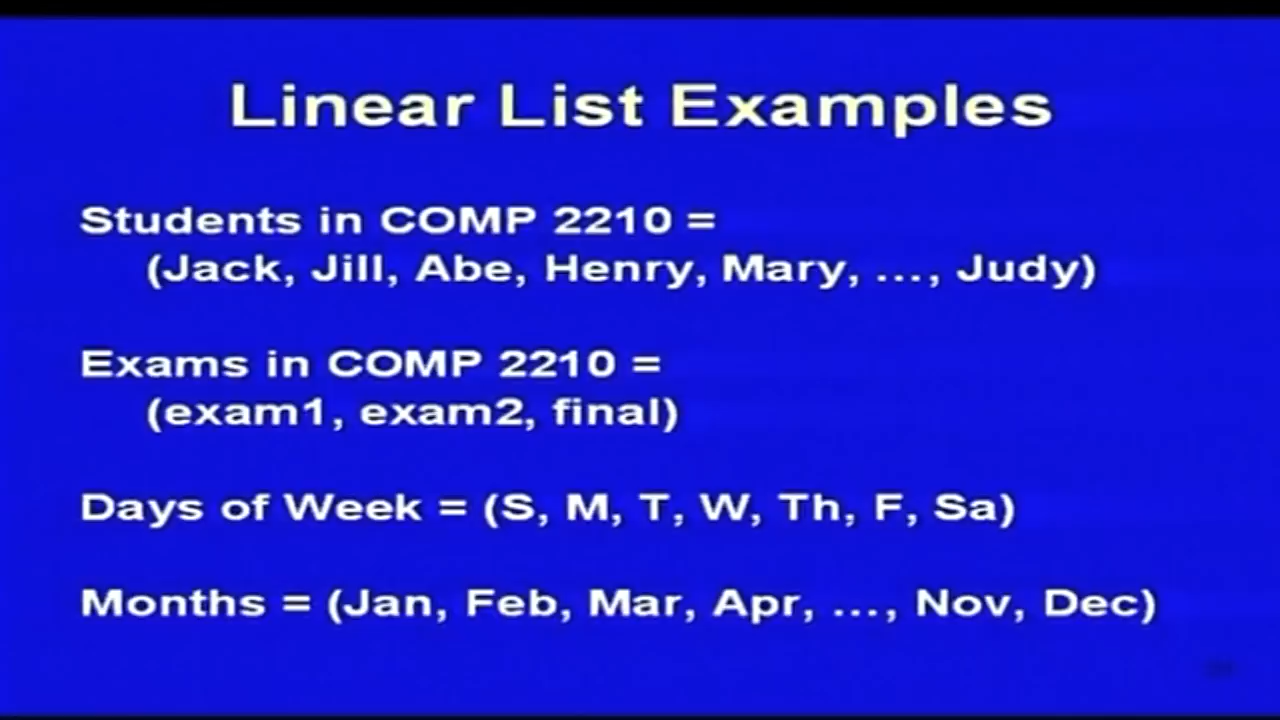 Linear List Examples
Students in COMP 2210 =
(Jack, Jill, Abe, Henry, Mary, ..., Judy)
Exams in COMP 2210 =
(exam1, exam2, final)
Days of Week = (S, M, T, W, Th, F, Sa)
Months = (Jan, Feb, Mar, Apr, ..., Nov, Dec)